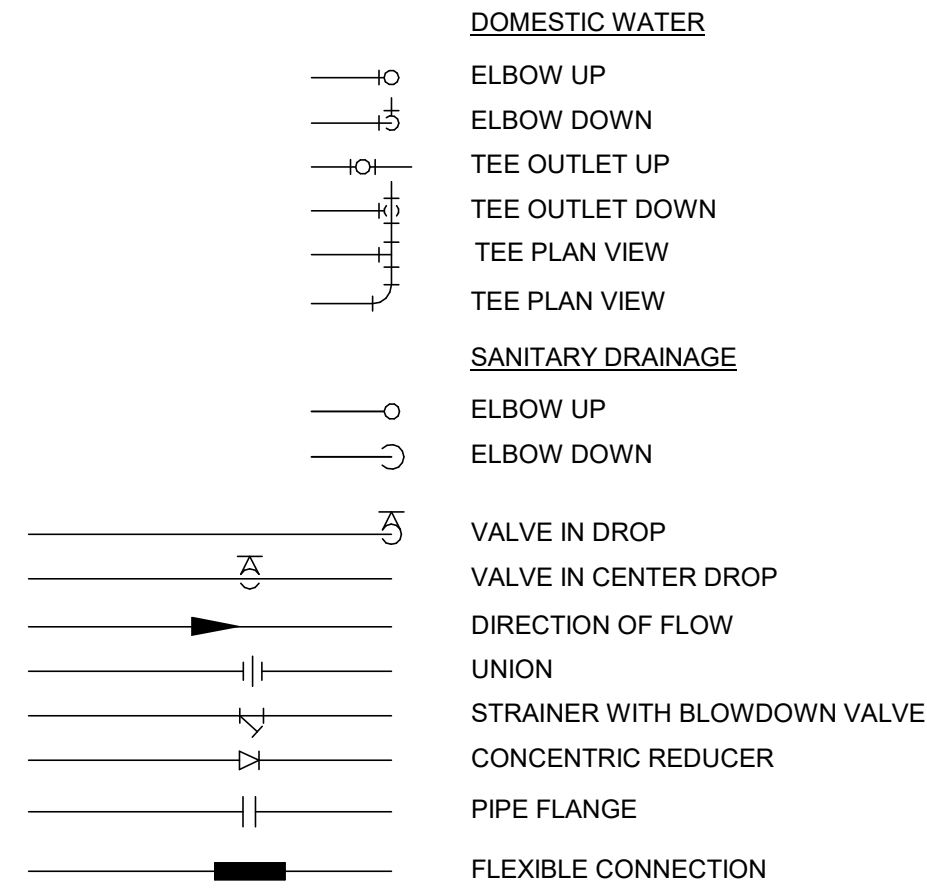 DOMESTIC WATER
ELBOW UP
ELBOW DOWN
TEE OUTLET UP
TEE OUTLET DOWN
TEE PLAN VIEW
TEE PLAN VIEW
SANITARY DRAINAGE
ELBOW UP
ELBOW DOWN
VALVE IN DROP
VALVE IN CENTER DROP
DIRECTION OF FLOW
UNION
STRAINER WITH BLOWDOWN VALVE
CONCENTRIC REDUCER
PIPE FLANGE
FLEXIBLE CONNECTION